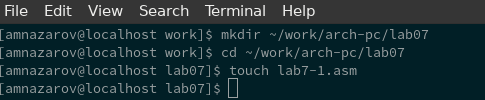 File Edit View Search Terminal Help
[amnazarov@localhost work]$ mkdir ~/work/arch-pc/lab07
[amnazarov@localhost work]$ cd ~/work/arch-pc/lab07
[amnazarov@localhost lab07]$ touch lab7-1.asm
[amnazarov@localhost lab07]$